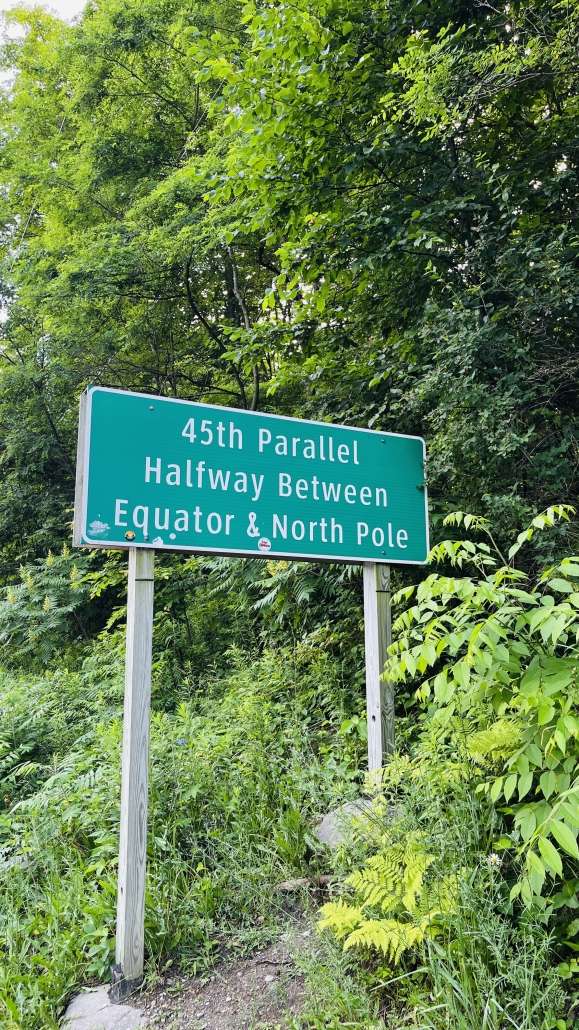 45th Parallel
Halfway Between
Equator & North Pole